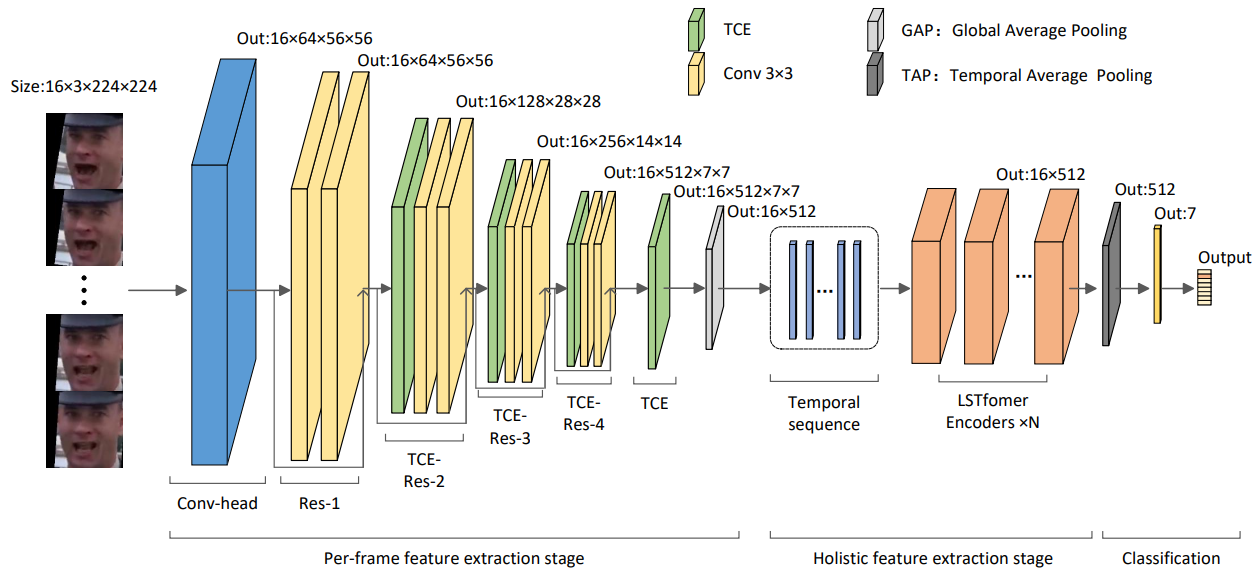 TCE
Conv 3×3
GAP：Global Average Pooling
TAP：Temporal Average Pooling
Size:16×3×224×224
Out:16×64×56×56
Out:16×64×56×56
Out:16×128×28×28
Out:16×256×14×14
Out:16×512×7×7
Out:16×512×7×7
Out:16×512
Out:16×512
Out:512
Out:7
Output
...
...
Conv-head
Res-1
TCE-
Res-2
TCE-
Res-3
TCE-
Res-4
TCE
Temporal
sequence
LSTfomer
Encoders ×N
Per-frame feature extraction stage
Holistic feature extraction stage
Classification